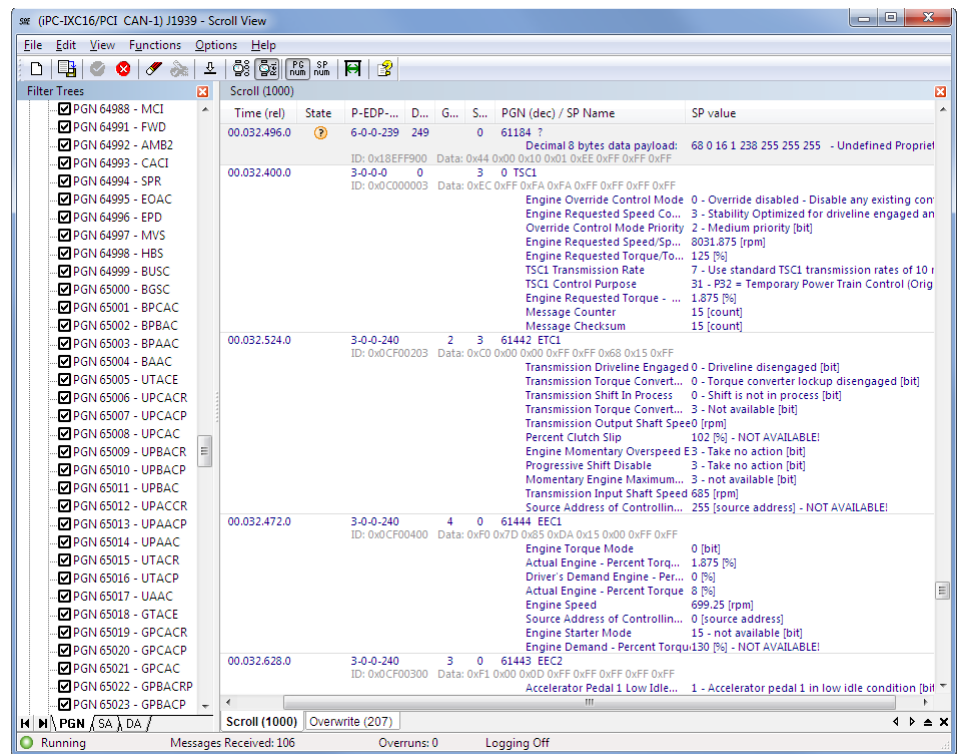 (iPC-IXC16/PCI CAN-1) J1939 - Scroll View
File Edit View Functions Options Help
PG num SP num
Filter Trees
Scroll (1000)
PGN 64988 - MCI
PGN 64991 - FWD
PGN 64992 - AMB2
PGN 64993 - CACI
PGN 64994 - SPR
PGN 64995 - EOAC
PGN 64996 - EPD
PGN 64997 - MVS
PGN 64998 - HBS
PGN 64999 - BUSC
PGN 65000 - BGSC
PGN 65001 - BPCAC
PGN 65002 - BPBAC
PGN 65003 - BPAAC
PGN 65004 - BAAC
PGN 65005 - UTACE
PGN 65006 - UPCACR
PGN 65007 - UPCACP
PGN 65008 - UPCAC
PGN 65009 - UPBACR
PGN 65010 - UPBACP
PGN 65011 - UPBAC
PGN 65012 - UPACCR
PGN 65013 - UPAACP
PGN 65014 - UPAAC
PGN 65015 - UTACR
PGN 65016 - UTACP
PGN 65017 - UAAC
PGN 65018 - GTACE
PGN 65019 - GPCACR
PGN 65020 - GPCACP
PGN 65021 - GPCAC
PGN 65022 - GPBACRP
PGN 65023 - GPBACP
PGN SA DA
Time (rel) State P-EDP-... D... G... S... PGN (dec) / SP Name SP value
00.032.496.0 ? 6-0-0-239 249 0 61184 ?
Decimal 8 bytes data payload: 68 0 16 1 238 255 255 255 - Undefined Propriet
ID: 0x18EFF900 Data: 0x44 0x00 0x10 0x01 0xEE 0xFF 0xFF 0xFF
00.032.400.0 3-0-0-0 0 3 0 TSC1
ID: 0x0C000003 Data: 0xEC 0xFF 0xFA 0xFA 0xFF 0xFF 0xFF 0xFF
Engine Override Control Mode 0 - Override disabled - Disable any existing con
Engine Requested Speed Co... 3 - Stability Optimized for driveline engaged an
Override Control Mode Priority 2 - Medium priority [bit]
Engine Requested Speed/Sp... 8031.875 [rpm]
Engine Requested Torque/To... 125 [%]
TSC1 Transmission Rate 7 - Use standard TSC1 transmission rates of 10 r
TSC1 Control Purpose 31 - P32 = Temporary Power Train Control (Orig
Engine Requested Torque - ... 1.875 [%]
Message Counter 15 [count]
Message Checksum 15 [count]
00.032.524.0 3-0-0-240 2 3 61442 ETC1
ID: 0x0CF00203 Data: 0xC0 0x00 0x00 0xFF 0xFF 0x68 0x15 0xFF
Transmission Driveline Engaged 0 - Driveline disengaged [bit]
Transmission Torque Convert... 0 - Torque converter lockup disengaged [bit]
Transmission Shift In Process 0 - Shift is not in process [bit]
Transmission Torque Convert... 3 - Not available [bit]
Transmission Output Shaft Spee 0 [rpm]
Percent Clutch Slip 102 [%] - NOT AVAILABLE!
Engine Momentary Overspeed E 3 - Take no action [bit]
Progressive Shift Disable 3 - Take no action [bit]
Momentary Engine Maximum... 3 - not available [bit]
Transmission Input Shaft Speed 685 [rpm]
Source Address of Controllin... 255 [source address] - NOT AVAILABLE!
00.032.472.0 3-0-0-240 4 0 61444 EEC1
ID: 0x0CF00400 Data: 0xF0 0x7D 0x85 0xDA 0x15 0x00 0xFF 0xFF
Engine Torque Mode 0 [bit]
Actual Engine - Percent Torq... 1.875 [%]
Driver's Demand Engine - Per... 0 [%]
Actual Engine - Percent Torque 8 [%]
Engine Speed 699.25 [rpm]
Source Address of Controllin... 0 [source address]
Engine Starter Mode 15 - not available [bit]
Engine Demand - Percent Torqu 130 [%] - NOT AVAILABLE!
00.032.628.0 3-0-0-240 3 0 61443 EEC2
ID: 0x0CF00300 Data: 0xF1 0x00 0x0D 0xFF 0xFF 0xFF 0xFF 0xFF
Accelerator Pedal 1 Low Idle... 1 - Accelerator pedal 1 in low idle condition [bit
Scroll (1000) Overwrite (207)
Running Messages Received: 106 Overruns: 0 Logging Off